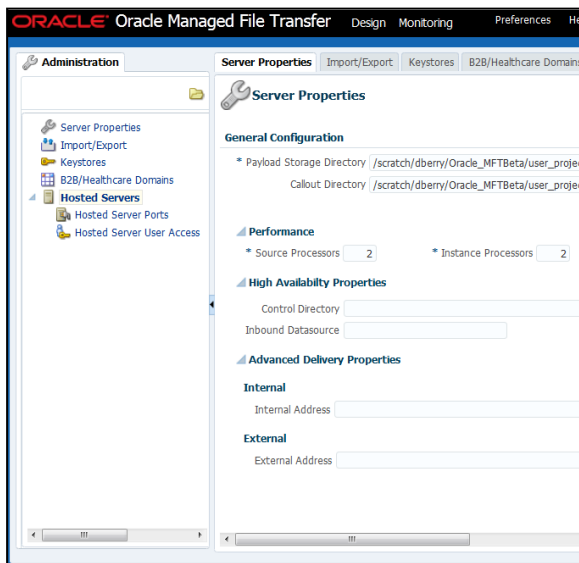 ORACLE Oracle Managed File Transfer Design Monitoring Preferences
Administration
Server Properties Import/Export Keystores B2B/Healthcare Domains
Server Properties
Import/Export
Keystores
B2B/Healthcare Domains
Hosted Servers
Hosted Server Ports
Hosted Server User Access
Server Properties
General Configuration
* Payload Storage Directory /scratch/dberry/Oracle_MFTBeta/user_proje
Callout Directory /scratch/dberry/Oracle_MFTBeta/user_proje
Performance
* Source Processors 2 * Instance Processors 2
High Availabilty Properties
Control Directory
Inbound Datasource
Advanced Delivery Properties
Internal
Internal Address
External
External Address